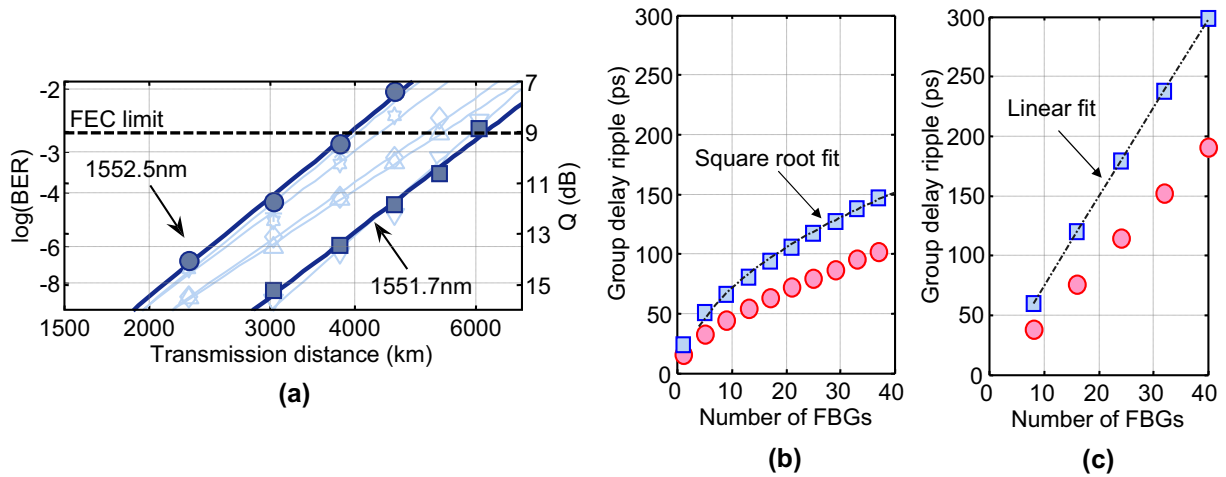 -2
-3
-4
-6
-8
log(BER)
7
9
11
13
15
Q (dB)
FEC limit
1552.5nm
1551.7nm
1500
2000
3000
4000
6000
Transmission distance (km)
(a)
300
250
200
150
100
50
0
Group delay ripple (ps)
Square root fit
0
10
20
30
40
Number of FBGs
(b)
300
250
200
150
100
50
0
Group delay ripple (ps)
Linear fit
0
10
20
30
40
Number of FBGs
(c)